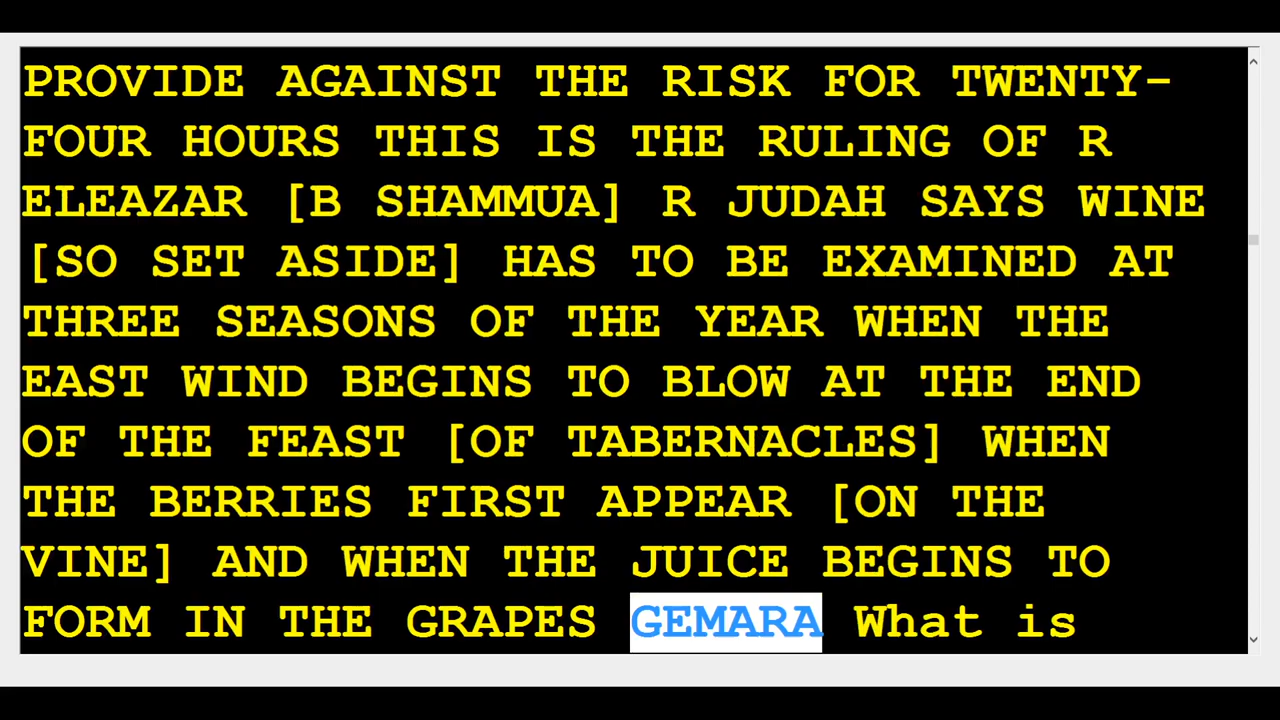 PROVIDE AGAINST THE RISK FOR TWENTY-
FOUR HOURS THIS IS THE RULING OF R
ELEAZAR [B SHAMMUA] R JUDAH SAYS WINE
[SO SET ASIDE] HAS TO BE EXAMINED AT
THREE SEASONS OF THE YEAR WHEN THE
EAST WIND BEGINS TO BLOW AT THE END
OF THE FEAST [OF TABERNACLES] WHEN
THE BERRIES FIRST APPEAR [ON THE
VINE] AND WHEN THE JUICE BEGINS TO
FORM IN THE GRAPES GEMARA What is